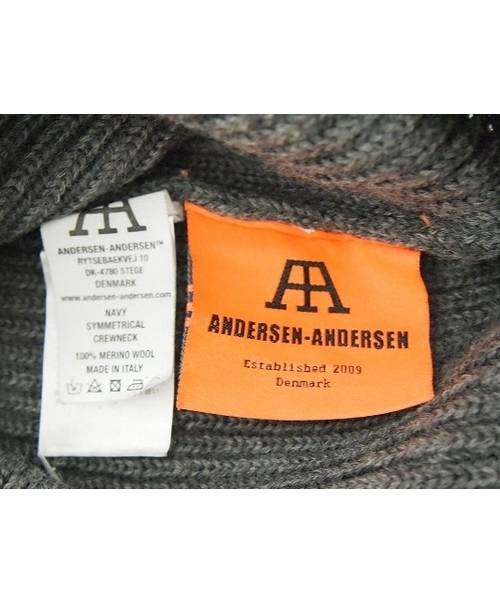 ANDERSEN-ANDERSEN™
RYTSEBAEKVEJ 10
DK-4780 STEGE
DENMARK
www.andersen-andersen.com
NAVY
SYMMETRICAL
CREWNECK
100% MERINO WOOL
MADE IN ITALY
ANDERSEN-ANDERSEN
Established 2009
Denmark